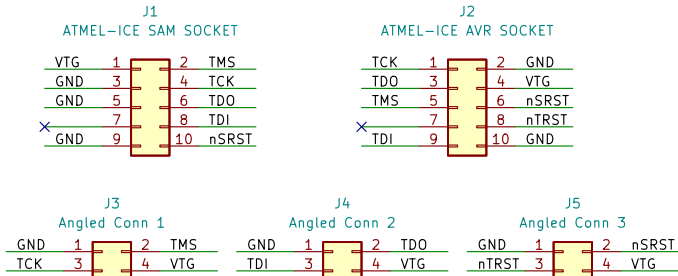 J1 J2
ATMEL-ICE SAM SOCKET ATMEL-ICE AVR SOCKET
VTG 1 2 TMS TCK 1 2 GND
GND 3 4 TCK TDO 3 4 VTG
GND 5 6 TDO TMS 5 6 nSRST
7 8 TDI 7 8 nTRST
GND 9 10 nSRST TDI 9 10 GND
J3 J4 J5
Angled Conn 1 Angled Conn 2 Angled Conn 3
GND 1 2 TMS GND 1 2 TDO GND 1 2 nSRST
TCK 3 4 VTG TDI 3 4 VTG nTRST 3 4 VTG